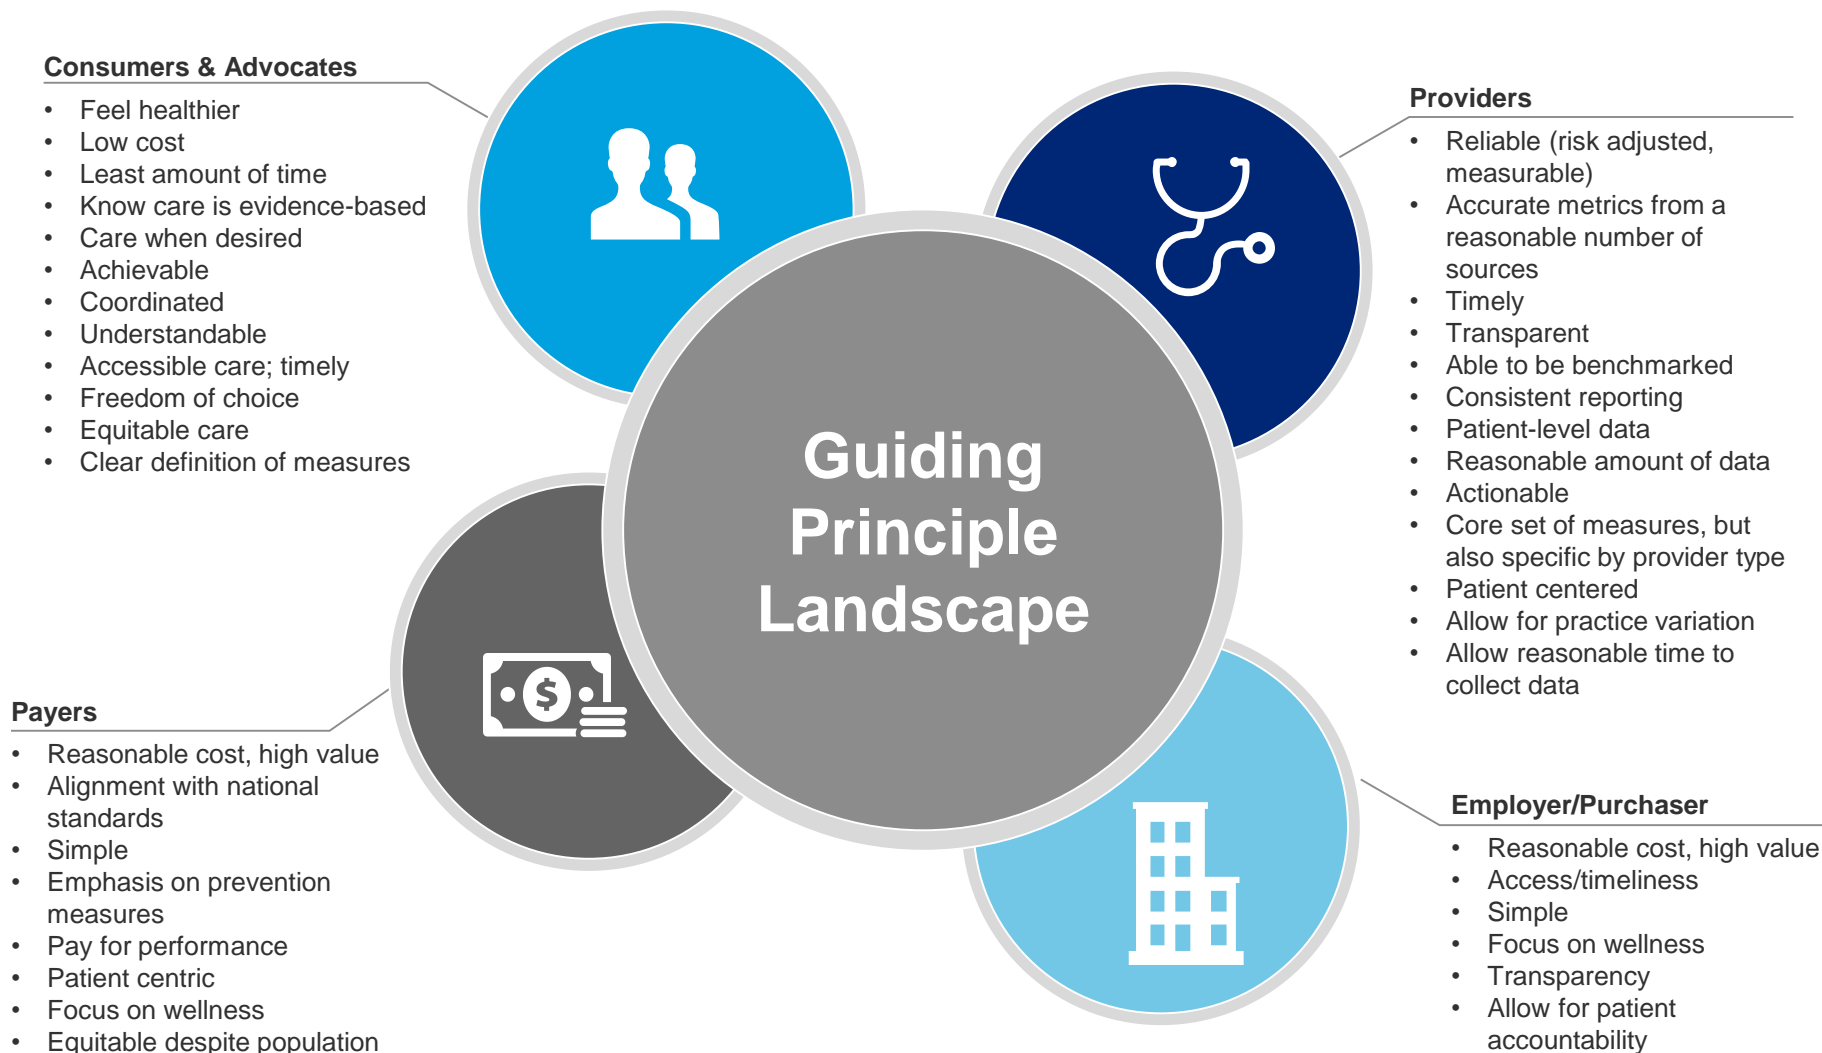 Consumers & Advocates
• Feel healthier
• Low cost
• Least amount of time
• Know care is evidence-based
• Care when desired
• Achievable
• Coordinated
• Understandable
• Accessible care; timely
• Freedom of choice
• Equitable care
• Clear definition of measures
Providers
• Reliable (risk adjusted,
measurable)
• Accurate metrics from a
reasonable number of
sources
• Timely
• Transparent
• Able to be benchmarked
• Consistent reporting
• Patient-level data
• Reasonable amount of data
• Actionable
• Core set of measures, but
also specific by provider type
• Patient centered
• Allow for practice variation
• Allow reasonable time to
collect data
Guiding
Principle
Landscape
$
Payers
• Reasonable cost, high value
• Alignment with national
standards
• Simple
• Emphasis on prevention
measures
• Pay for performance
• Patient centric
• Focus on wellness
• Equitable despite population
Employer/Purchaser
• Reasonable cost, high value
• Access/timeliness
• Simple
• Focus on wellness
• Transparency
• Allow for patient
accountability